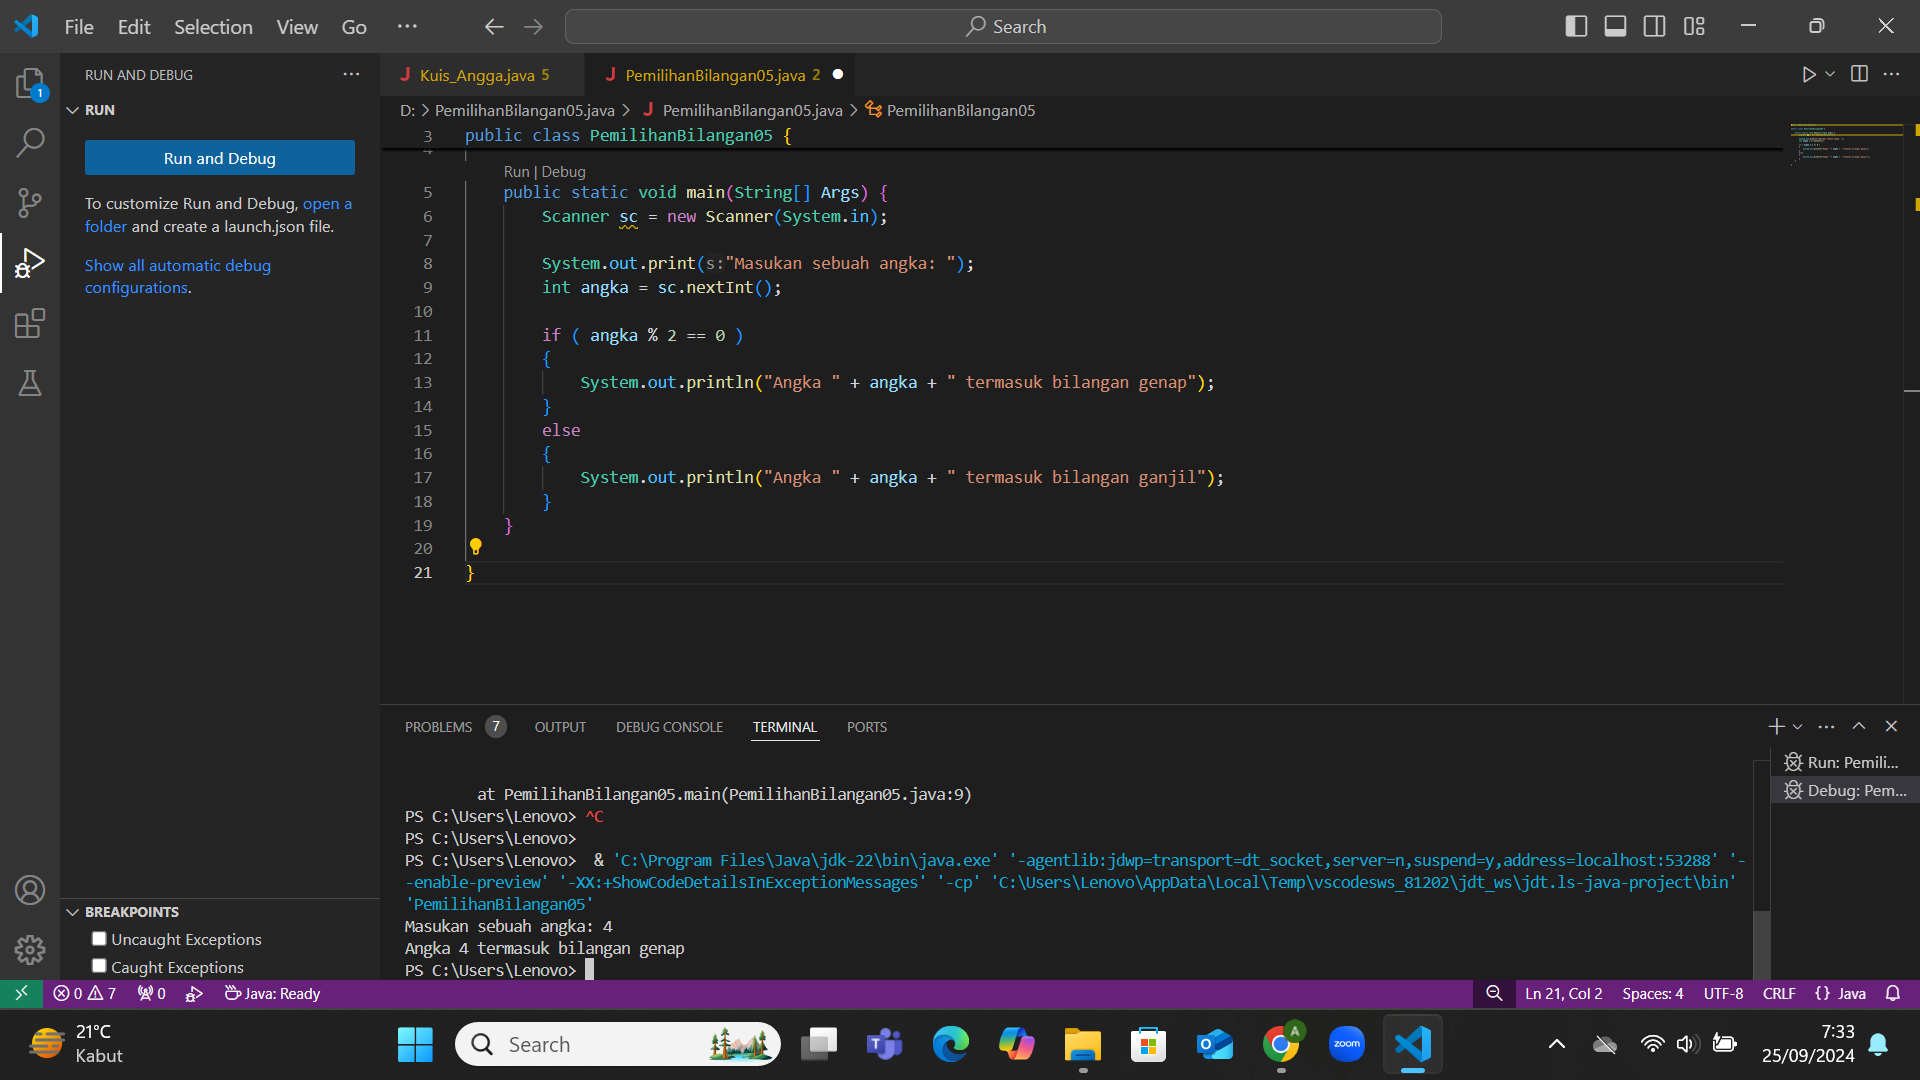 File Edit Selection View Go ···
Search
RUN AND DEBUG ···
RUN
Run and Debug
To customize Run and Debug, open a
folder and create a launch.json file.
Show all automatic debug
configurations.
BREAKPOINTS
Uncaught Exceptions
Caught Exceptions
1
Kuis_Angga.java 5
PemilihanBilangan05.java 2
D: > PemilihanBilangan05.java > PemilihanBilangan05.java > PemilihanBilangan05
3 public class PemilihanBilangan05 {
4
Run | Debug
5 public static void main(String[] Args) {
6 Scanner sc = new Scanner(System.in);
7
8 System.out.print(s:"Masukan sebuah angka: ");
9 int angka = sc.nextInt();
10
11 if ( angka % 2 == 0 )
12 {
13 System.out.println("Angka " + angka + " termasuk bilangan genap");
14 }
15 else
16 {
17 System.out.println("Angka " + angka + " termasuk bilangan ganjil");
18 }
19 }
20
21 }
PROBLEMS 7 OUTPUT DEBUG CONSOLE TERMINAL PORTS
at PemilihanBilangan05.main(PemilihanBilangan05.java:9)
PS C:\Users\Lenovo> ^C
PS C:\Users\Lenovo>
PS C:\Users\Lenovo>  & 'C:\Program Files\Java\jdk-22\bin\java.exe' '-agentlib:jdwp=transport=dt_socket,server=n,suspend=y,address=localhost:53288' '-
-enable-preview' '-XX:+ShowCodeDetailsInExceptionMessages' '-cp' 'C:\Users\Lenovo\AppData\Local\Temp\vscodesws_81202\jdt_ws\jdt.ls-java-project\bin'
'PemilihanBilangan05'
Masukan sebuah angka: 4
Angka 4 termasuk bilangan genap
PS C:\Users\Lenovo>
Run: Pemili...
Debug: Pem...
0 7 0 Java: Ready Ln 21, Col 2 Spaces: 4 UTF-8 CRLF {} Java
21°C
Kabut
Search
zoom
A
7:33
25/09/2024